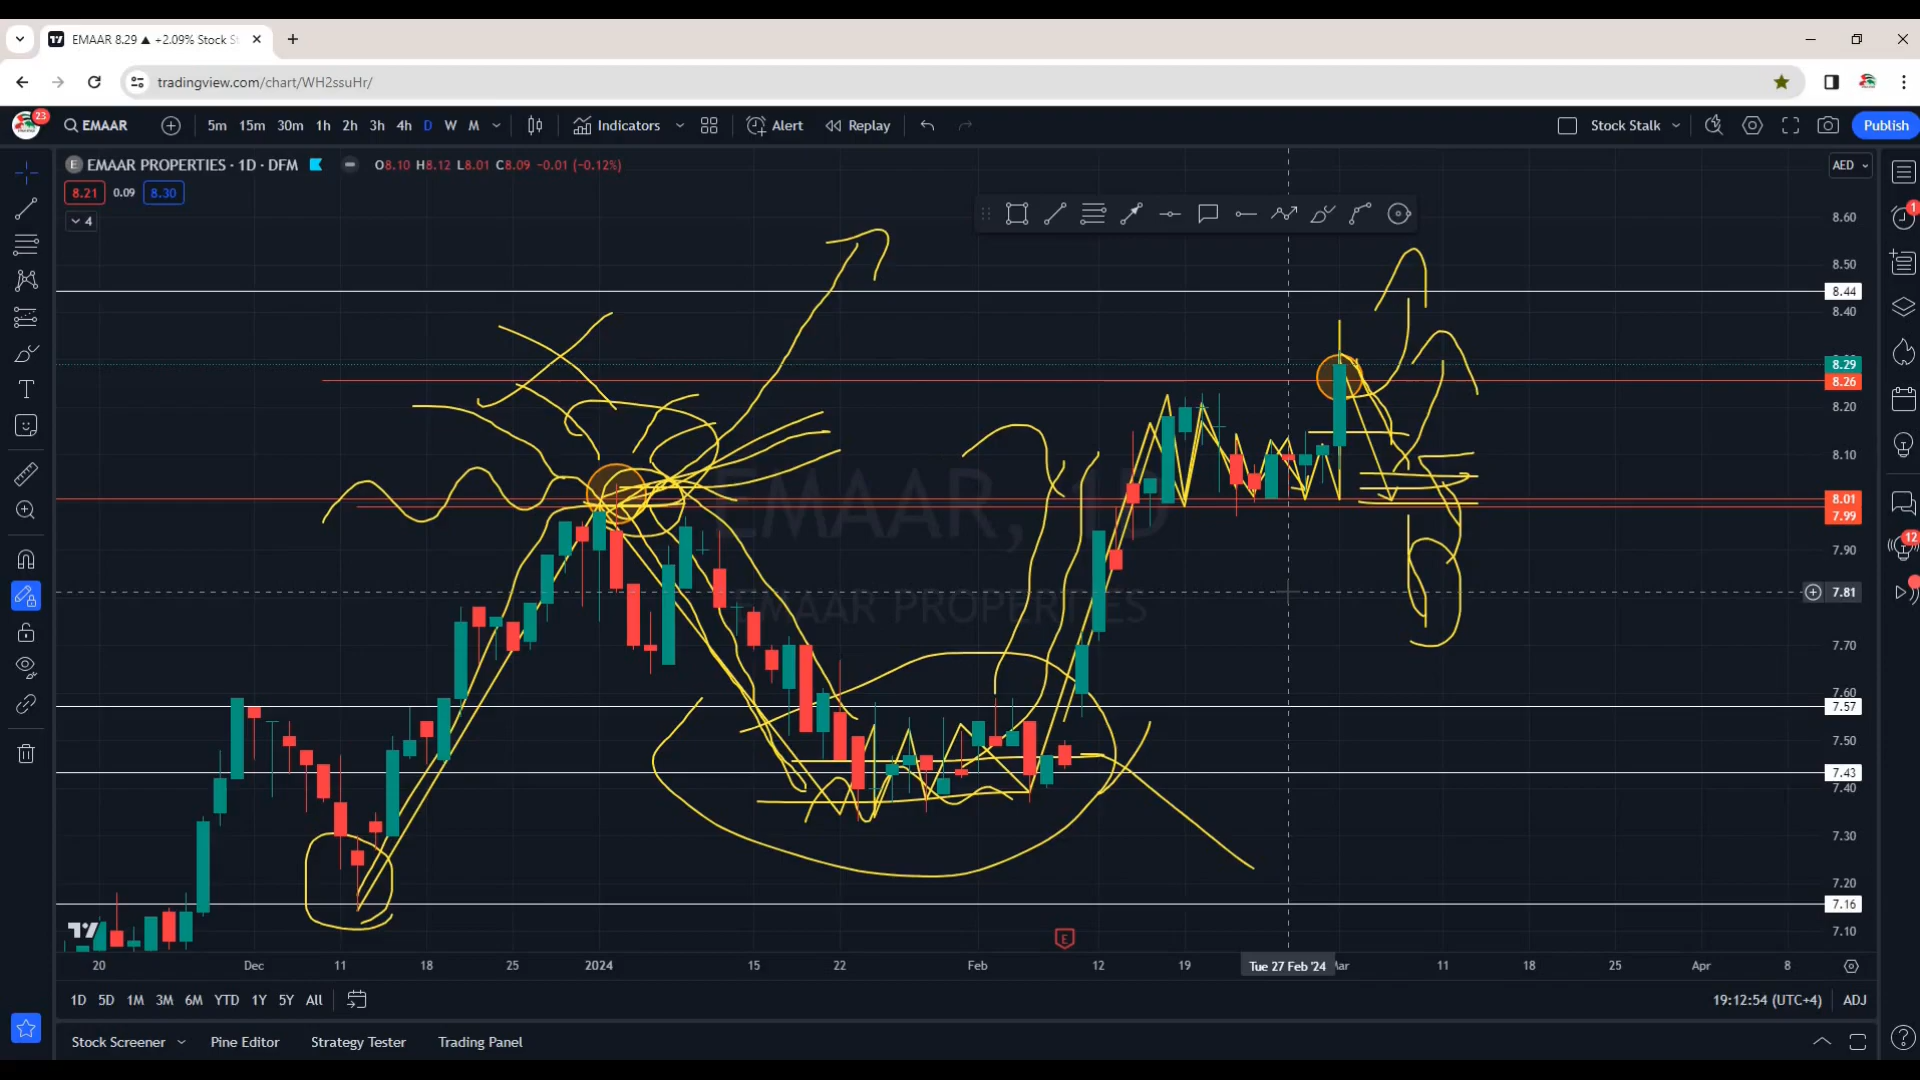 EMAAR 8.29 ▲ +2.09% Stock S
tradingview.com/chart/WH2ssuHr/
23
EMAAR 5m 15m 30m 1h 2h 3h 4h D W M Indicators Alert Replay Stock Stalk Publish
EMAAR PROPERTIES · 1D · DFM O8.10 H8.12 L8.01 C8.09 −0.01 (−0.12%)
AED
8.21 0.09 8.30
4
1
8.60
8.50
8.44
8.40
8.29
8.26
8.20
8.10
8.01
7.99
7.90
7.81
7.70
7.60
7.57
7.50
7.43
7.40
7.30
7.20
7.16
7.10
12
EMAAR, 1D
EMAAR PROPERTIES
E
20 Dec 11 18 25 2024 15 22 Feb 12 19 Tue 27 Feb '24 Mar 11 18 25 Apr 8
1D 5D 1M 3M 6M YTD 1Y 5Y All 19:12:54 (UTC+4) ADJ
Stock Screener Pine Editor Strategy Tester Trading Panel